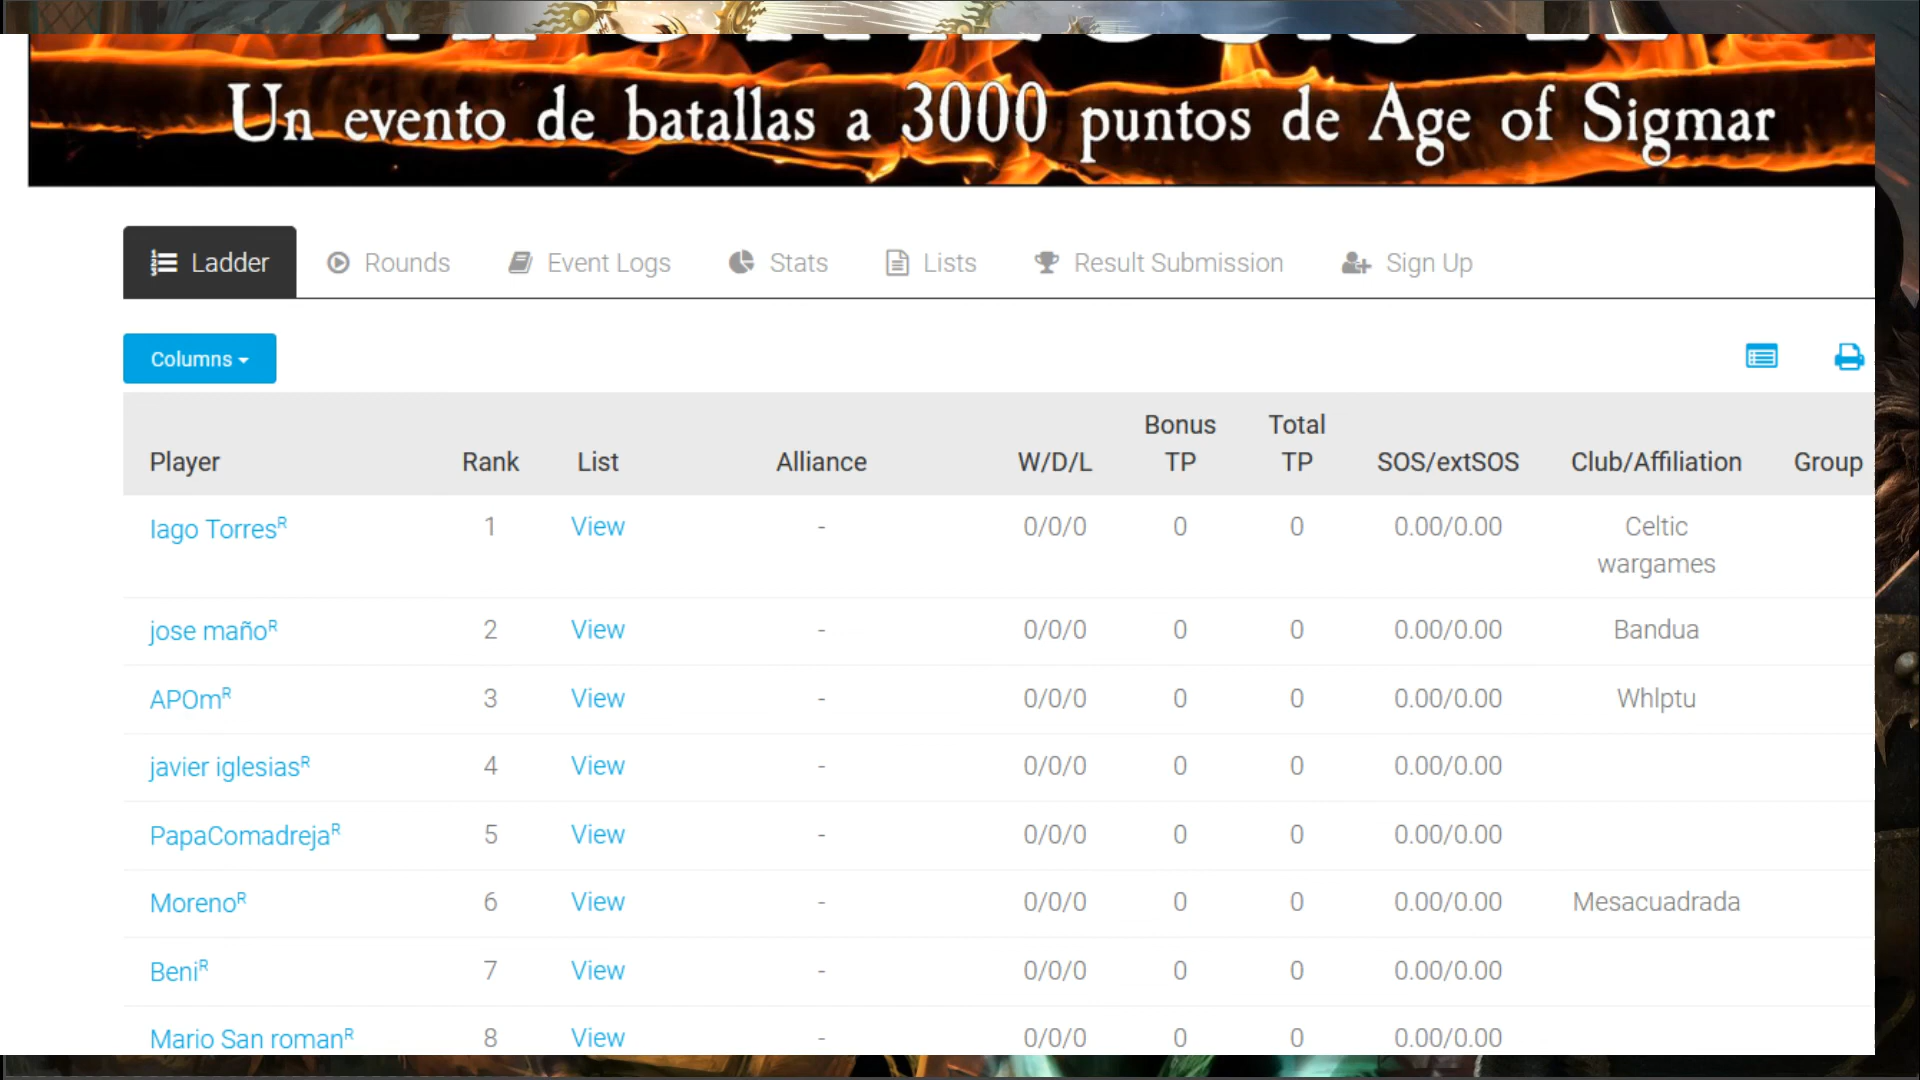 Un evento de batallas a 3000 puntos de Age of Sigmar
Ladder Rounds Event Logs Stats Lists Result Submission Sign Up
Columns
Player Rank List Alliance W/D/L Bonus TP Total TP SOS/extSOS Club/Affiliation Group
Iago Torresᴿ 1 View - 0/0/0 0 0 0.00/0.00 Celtic wargames
jose mañoᴿ 2 View - 0/0/0 0 0 0.00/0.00 Bandua
APOmᴿ 3 View - 0/0/0 0 0 0.00/0.00 Whlptu
javier iglesiasᴿ 4 View - 0/0/0 0 0 0.00/0.00
PapaComadrejaᴿ 5 View - 0/0/0 0 0 0.00/0.00
Morenoᴿ 6 View - 0/0/0 0 0 0.00/0.00 Mesacuadrada
Beniᴿ 7 View - 0/0/0 0 0 0.00/0.00
Mario San romanᴿ 8 View - 0/0/0 0 0 0.00/0.00